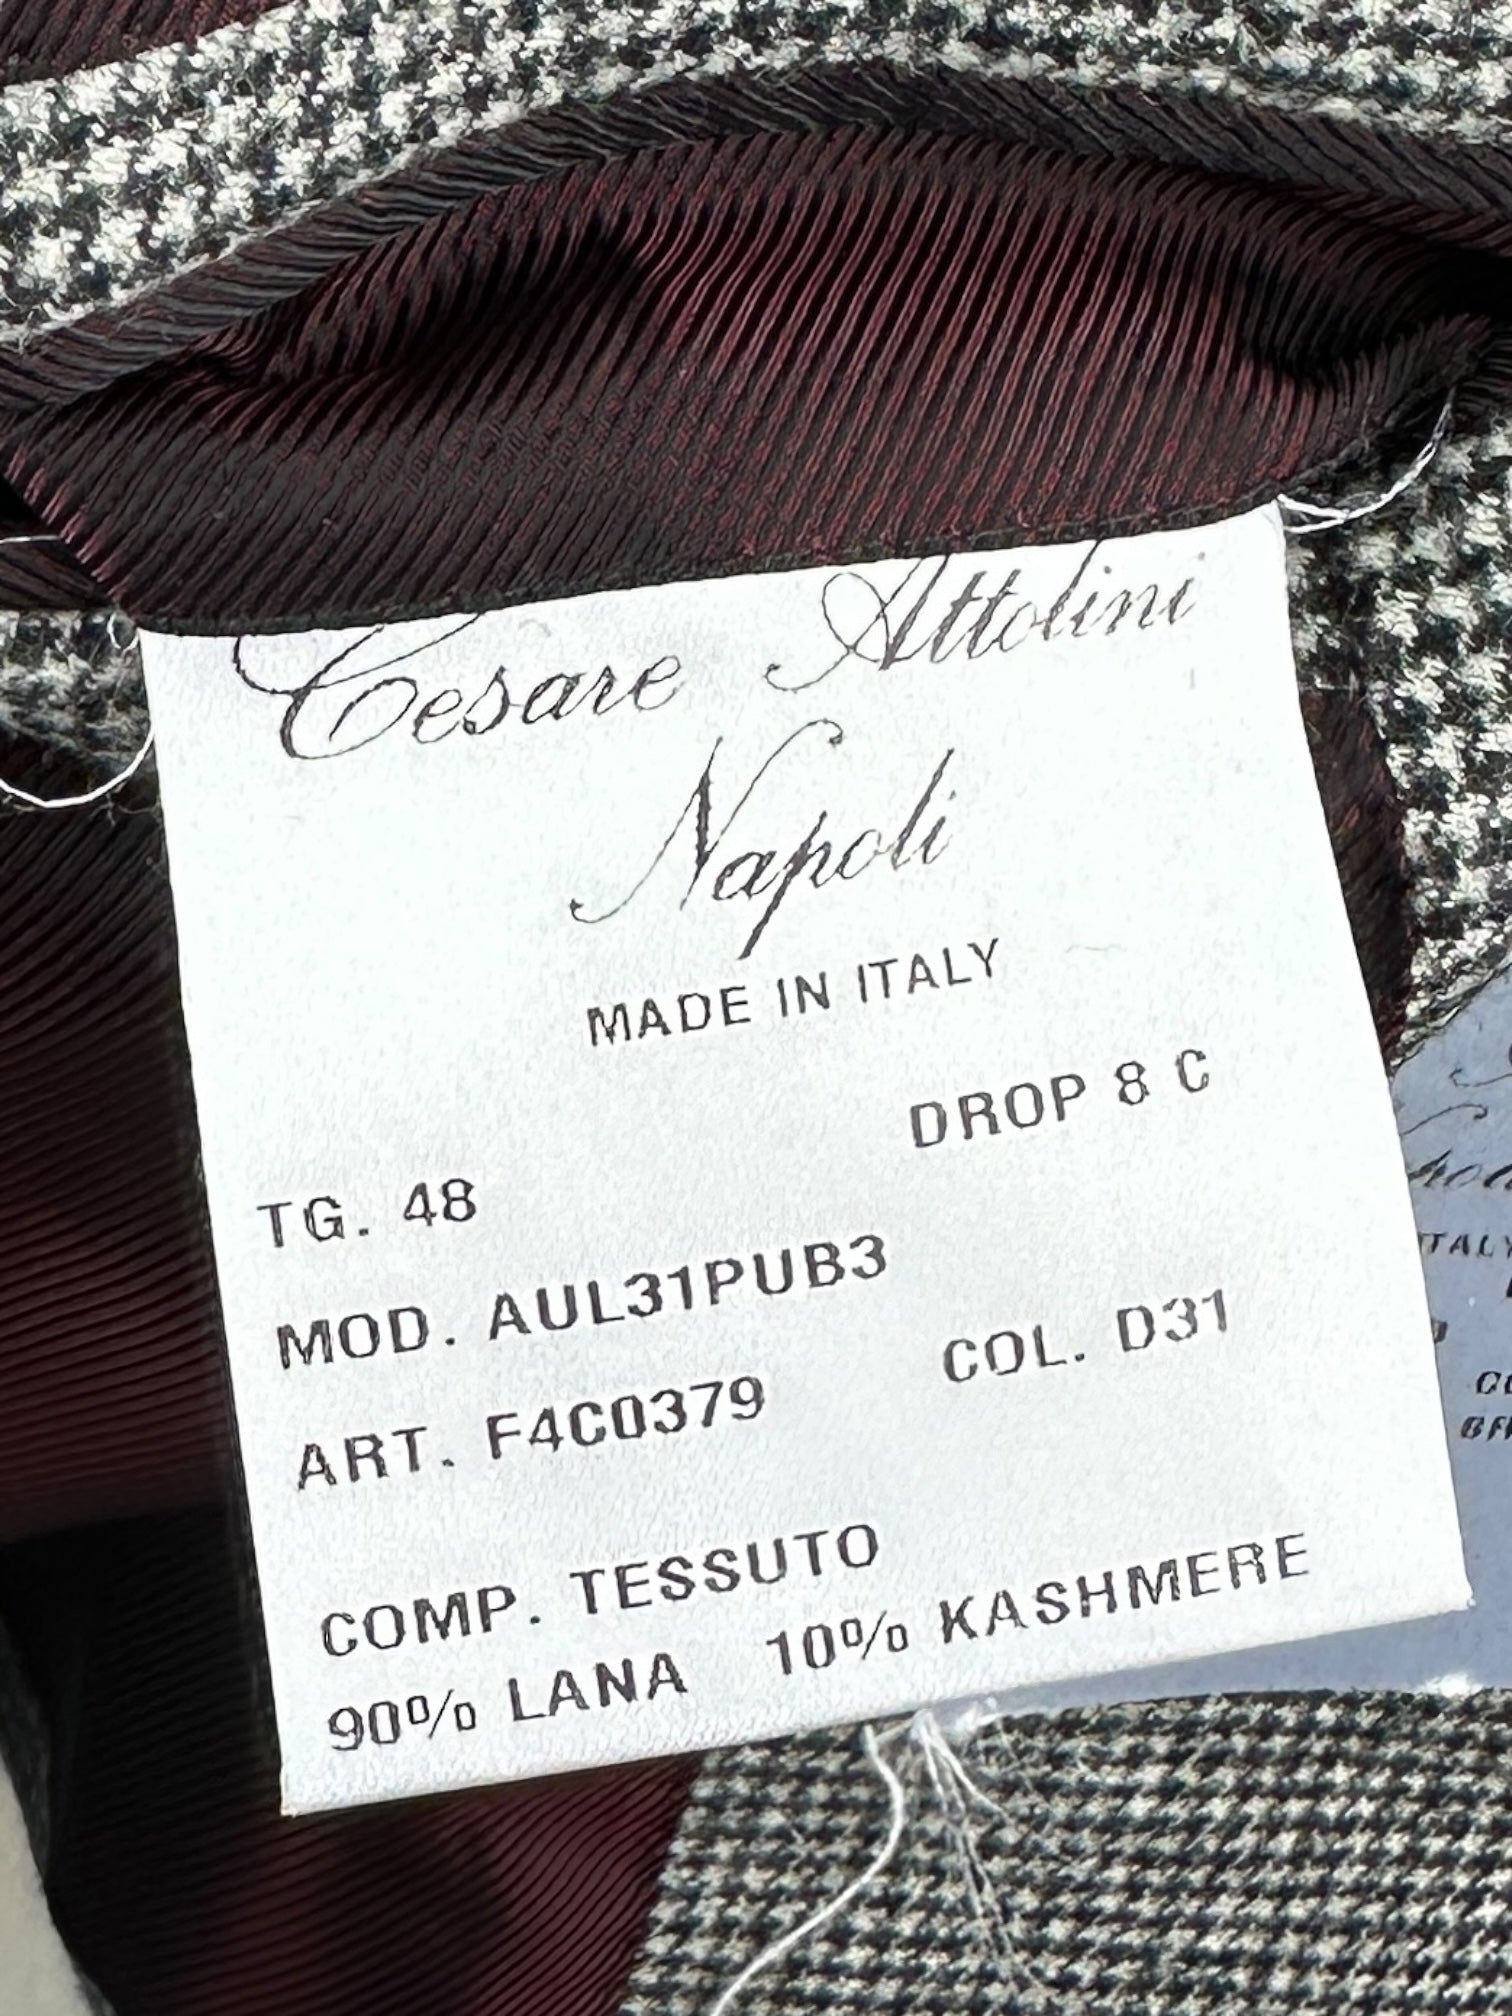 Cesare Attolini
Napoli
MADE IN ITALY
DROP 8 C
TG. 48
MOD. AUL31PUB3
ART. F4C0379 COL. D31
COMP. TESSUTO
90% LANA 10% KASHMERE